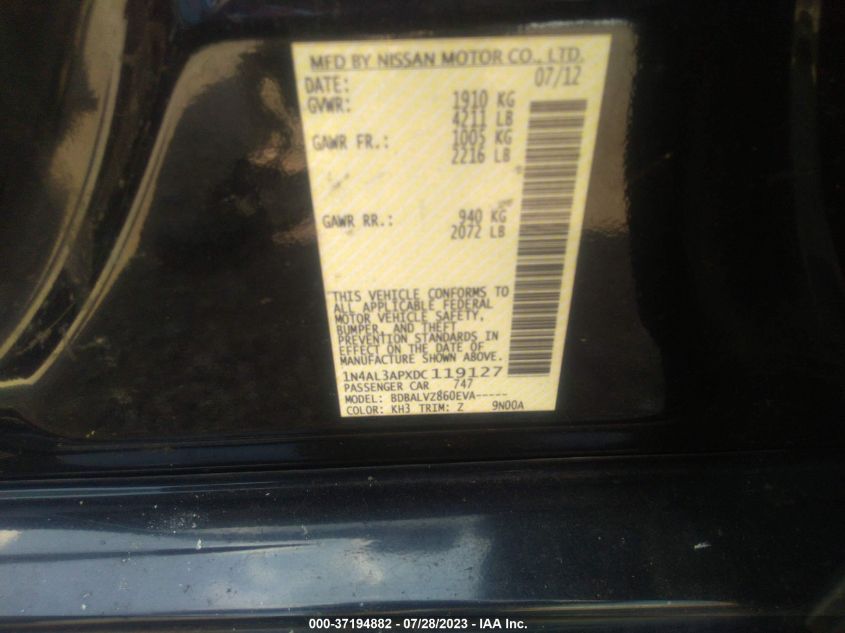 MFD BY NISSAN MOTOR CO., LTD.
DATE: 07/12
GVWR: 1910 KG
4211 LB
GAWR FR.: 1005 KG
2216 LB
GAWR RR.: 940 KG
2072 LB
THIS VEHICLE CONFORMS TO
ALL APPLICABLE FEDERAL
MOTOR VEHICLE SAFETY,
BUMPER, AND THEFT
PREVENTION STANDARDS IN
EFFECT ON THE DATE OF
MANUFACTURE SHOWN ABOVE.
1N4AL3APXDC119127
PASSENGER CAR 747
MODEL: BDBALVZ860EVA-----
COLOR: KH3 TRIM: Z 9N00A
000-37194882 - 07/28/2023 - IAA Inc.